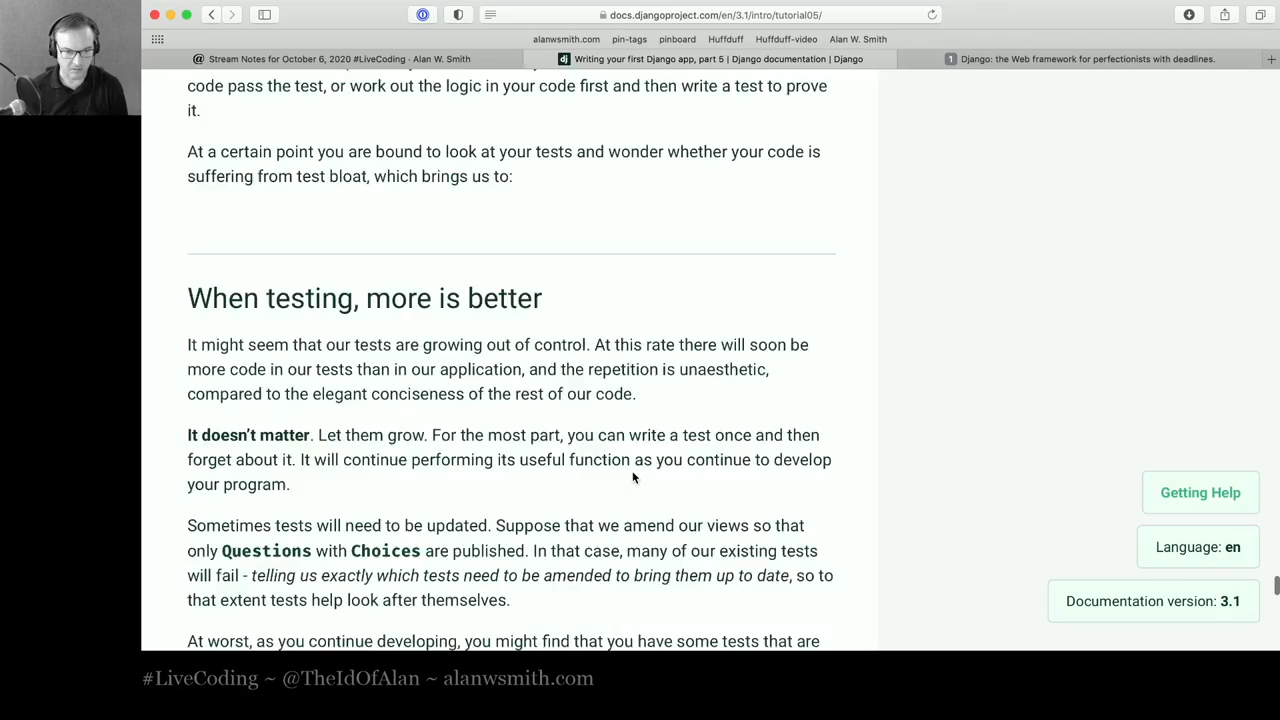 docs.djangoproject.com/en/3.1/intro/tutorial05/
alanwsmith.com pin-tags pinboard Huffduff Huffduff-video Alan W. Smith
@ Stream Notes for October 6, 2020 #LiveCoding · Alan W. Smith
dj Writing your first Django app, part 5 | Django documentation | Django
1 Django: the Web framework for perfectionists with deadlines.
code pass the test, or work out the logic in your code first and then write a test to prove
it.
At a certain point you are bound to look at your tests and wonder whether your code is
suffering from test bloat, which brings us to:
When testing, more is better
It might seem that our tests are growing out of control. At this rate there will soon be
more code in our tests than in our application, and the repetition is unaesthetic,
compared to the elegant conciseness of the rest of our code.
It doesn’t matter. Let them grow. For the most part, you can write a test once and then
forget about it. It will continue performing its useful function as you continue to develop
your program.
Sometimes tests will need to be updated. Suppose that we amend our views so that
only Questions with Choices are published. In that case, many of our existing tests
will fail - telling us exactly which tests need to be amended to bring them up to date, so to
that extent tests help look after themselves.
At worst, as you continue developing, you might find that you have some tests that are
Getting Help
Language: en
Documentation version: 3.1
#LiveCoding ~ @TheIdOfAlan ~ alanwsmith.com